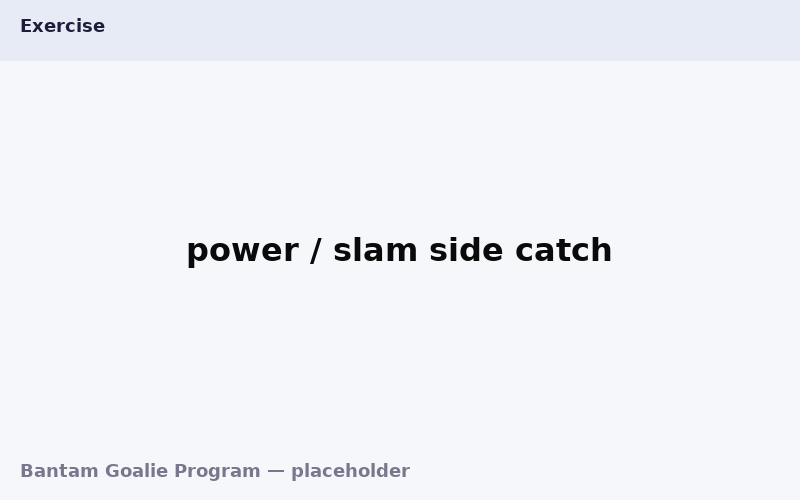 Exercise
power / slam side catch
Bantam Goalie Program — placeholder